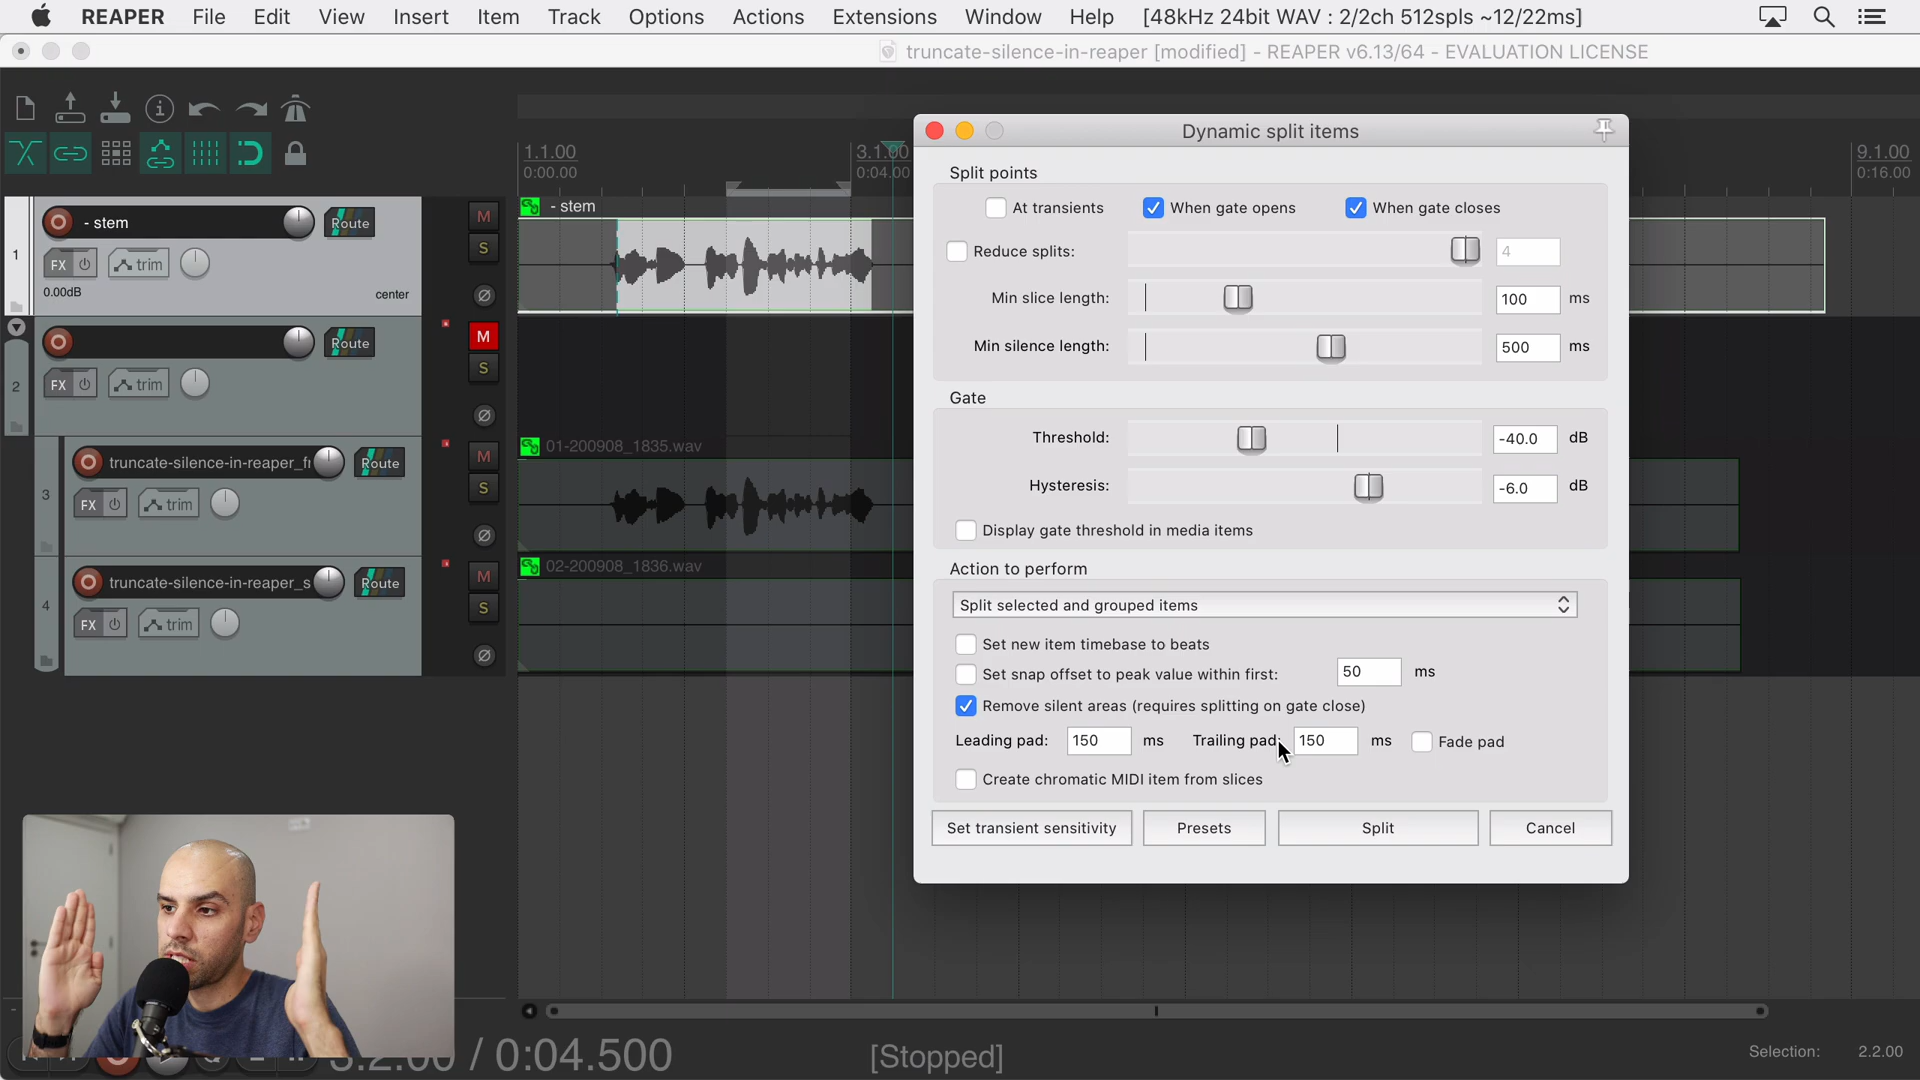 REAPER File Edit View Insert Item Track Options Actions Extensions Window Help [48kHz 24bit WAV : 2/2ch 512spls ~12/22ms]
truncate-silence-in-reaper [modified] - REAPER v6.13/64 - EVALUATION LICENSE
1.1.00
0:00.00
3.1.00
0:04.00
9.1.00
0:16.00
1
- stem
Route
FX
trim
0.00dB
center
M
S
- stem
2
Route
FX
trim
M
S
3
truncate-silence-in-reaper_f
Route
FX
trim
M
S
01-200908_1835.wav
4
truncate-silence-in-reaper_s
Route
FX
trim
M
S
02-200908_1836.wav
Dynamic split items
Split points
At transients
When gate opens
When gate closes
Reduce splits:
4
Min slice length:
100
ms
Min silence length:
500
ms
Gate
Threshold:
-40.0
dB
Hysteresis:
-6.0
dB
Display gate threshold in media items
Action to perform
Split selected and grouped items
Set new item timebase to beats
Set snap offset to peak value within first:
50
ms
Remove silent areas (requires splitting on gate close)
Leading pad:
150
ms
Trailing pad:
150
ms
Fade pad
Create chromatic MIDI item from slices
Set transient sensitivity
Presets
Split
Cancel
3.2.00 / 0:04.500
[Stopped]
Selection:
2.2.00